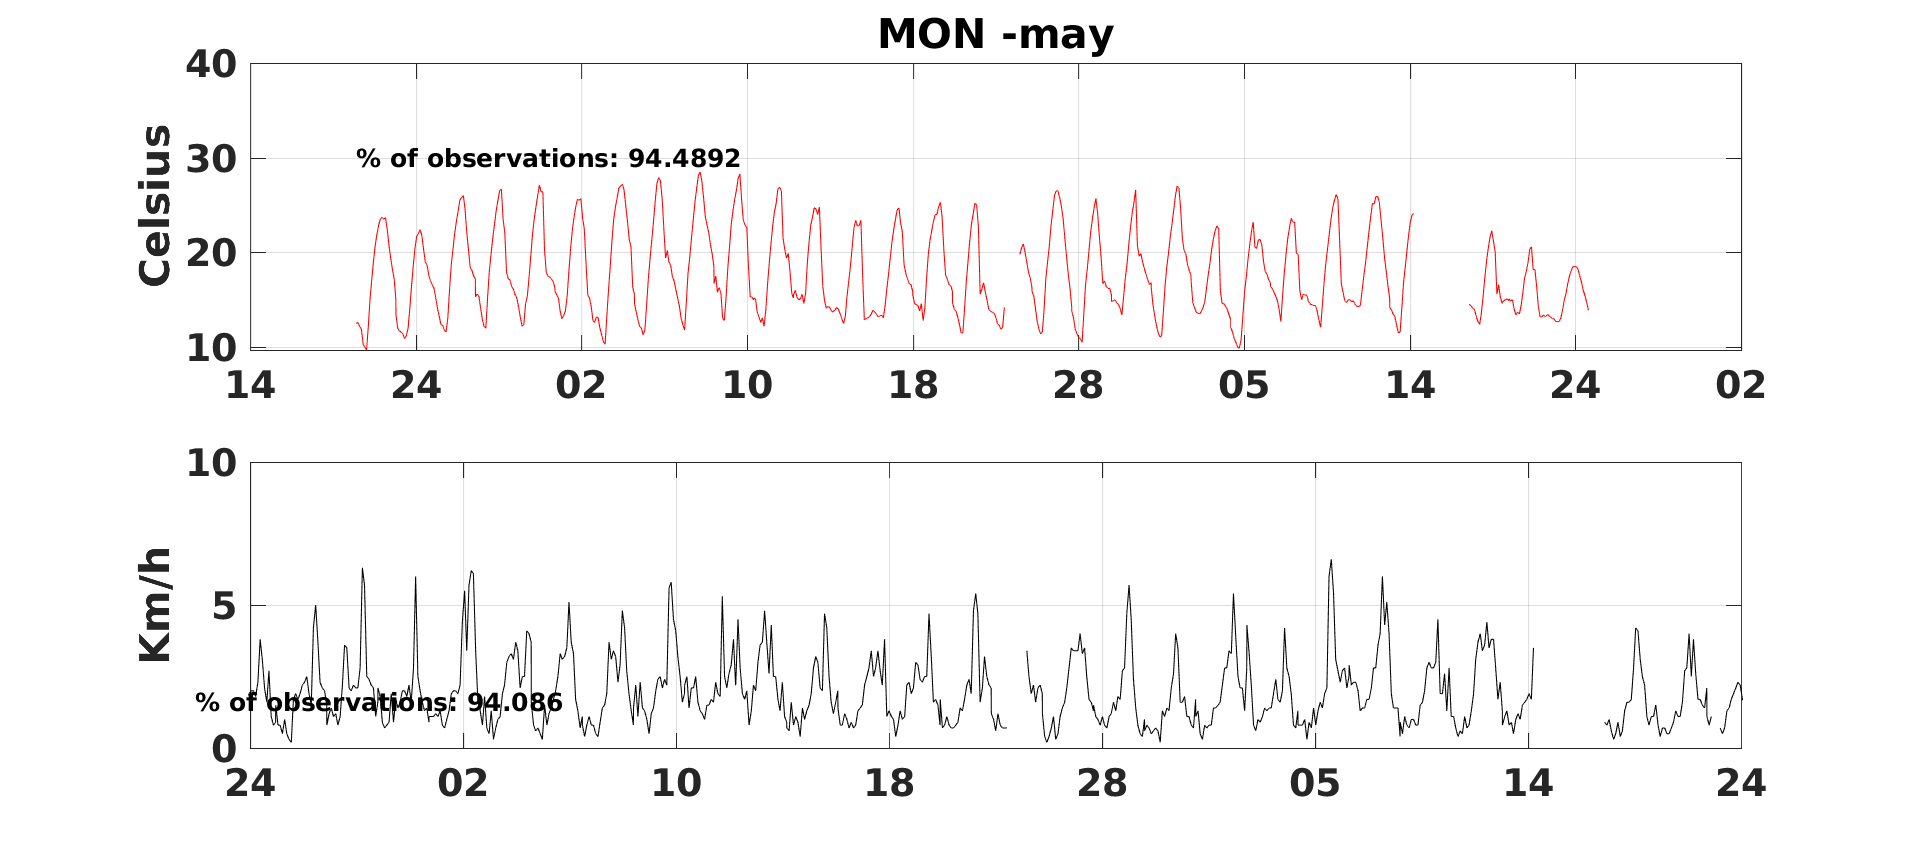 MON -may
Celsius
40
30
20
10
% of observations: 94.4892
14 24 02 10 18 28 05 14 24 02
Km/h
10
5
0
% of observations: 94.086
24 02 10 18 28 05 14 24